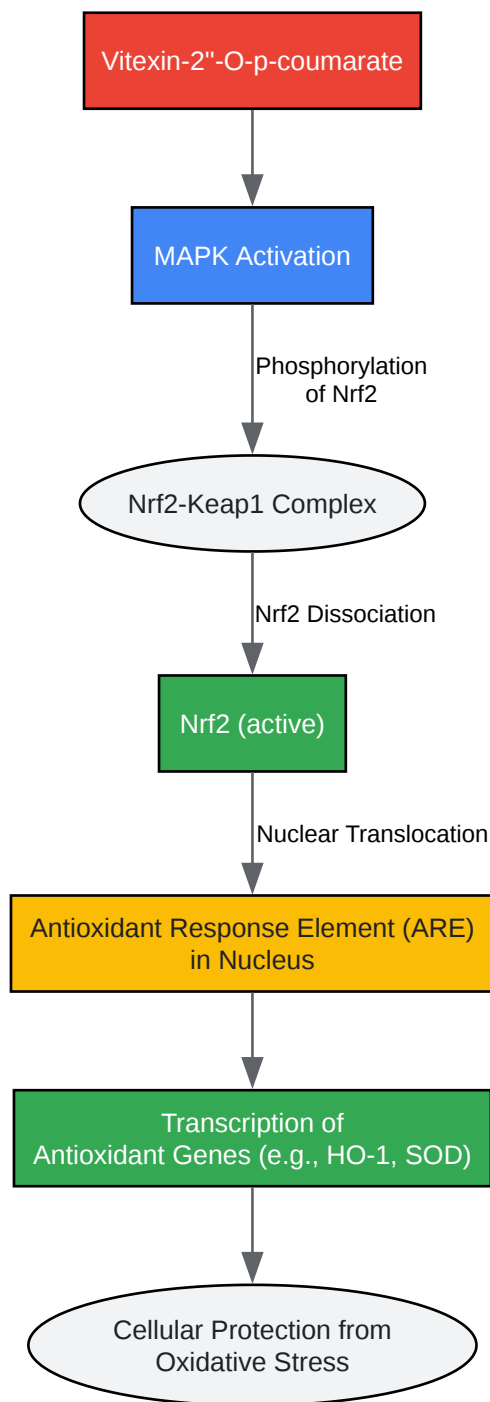 Vitexin-2"-O-p-coumarate
MAPK Activation
Phosphorylation
of Nrf2
Nrf2-Keap1 Complex
Nrf2 Dissociation
Nrf2 (active)
Nuclear Translocation
Antioxidant Response Element (ARE)
in Nucleus
Transcription of
Antioxidant Genes (e.g., HO-1, SOD)
Cellular Protection from
Oxidative Stress